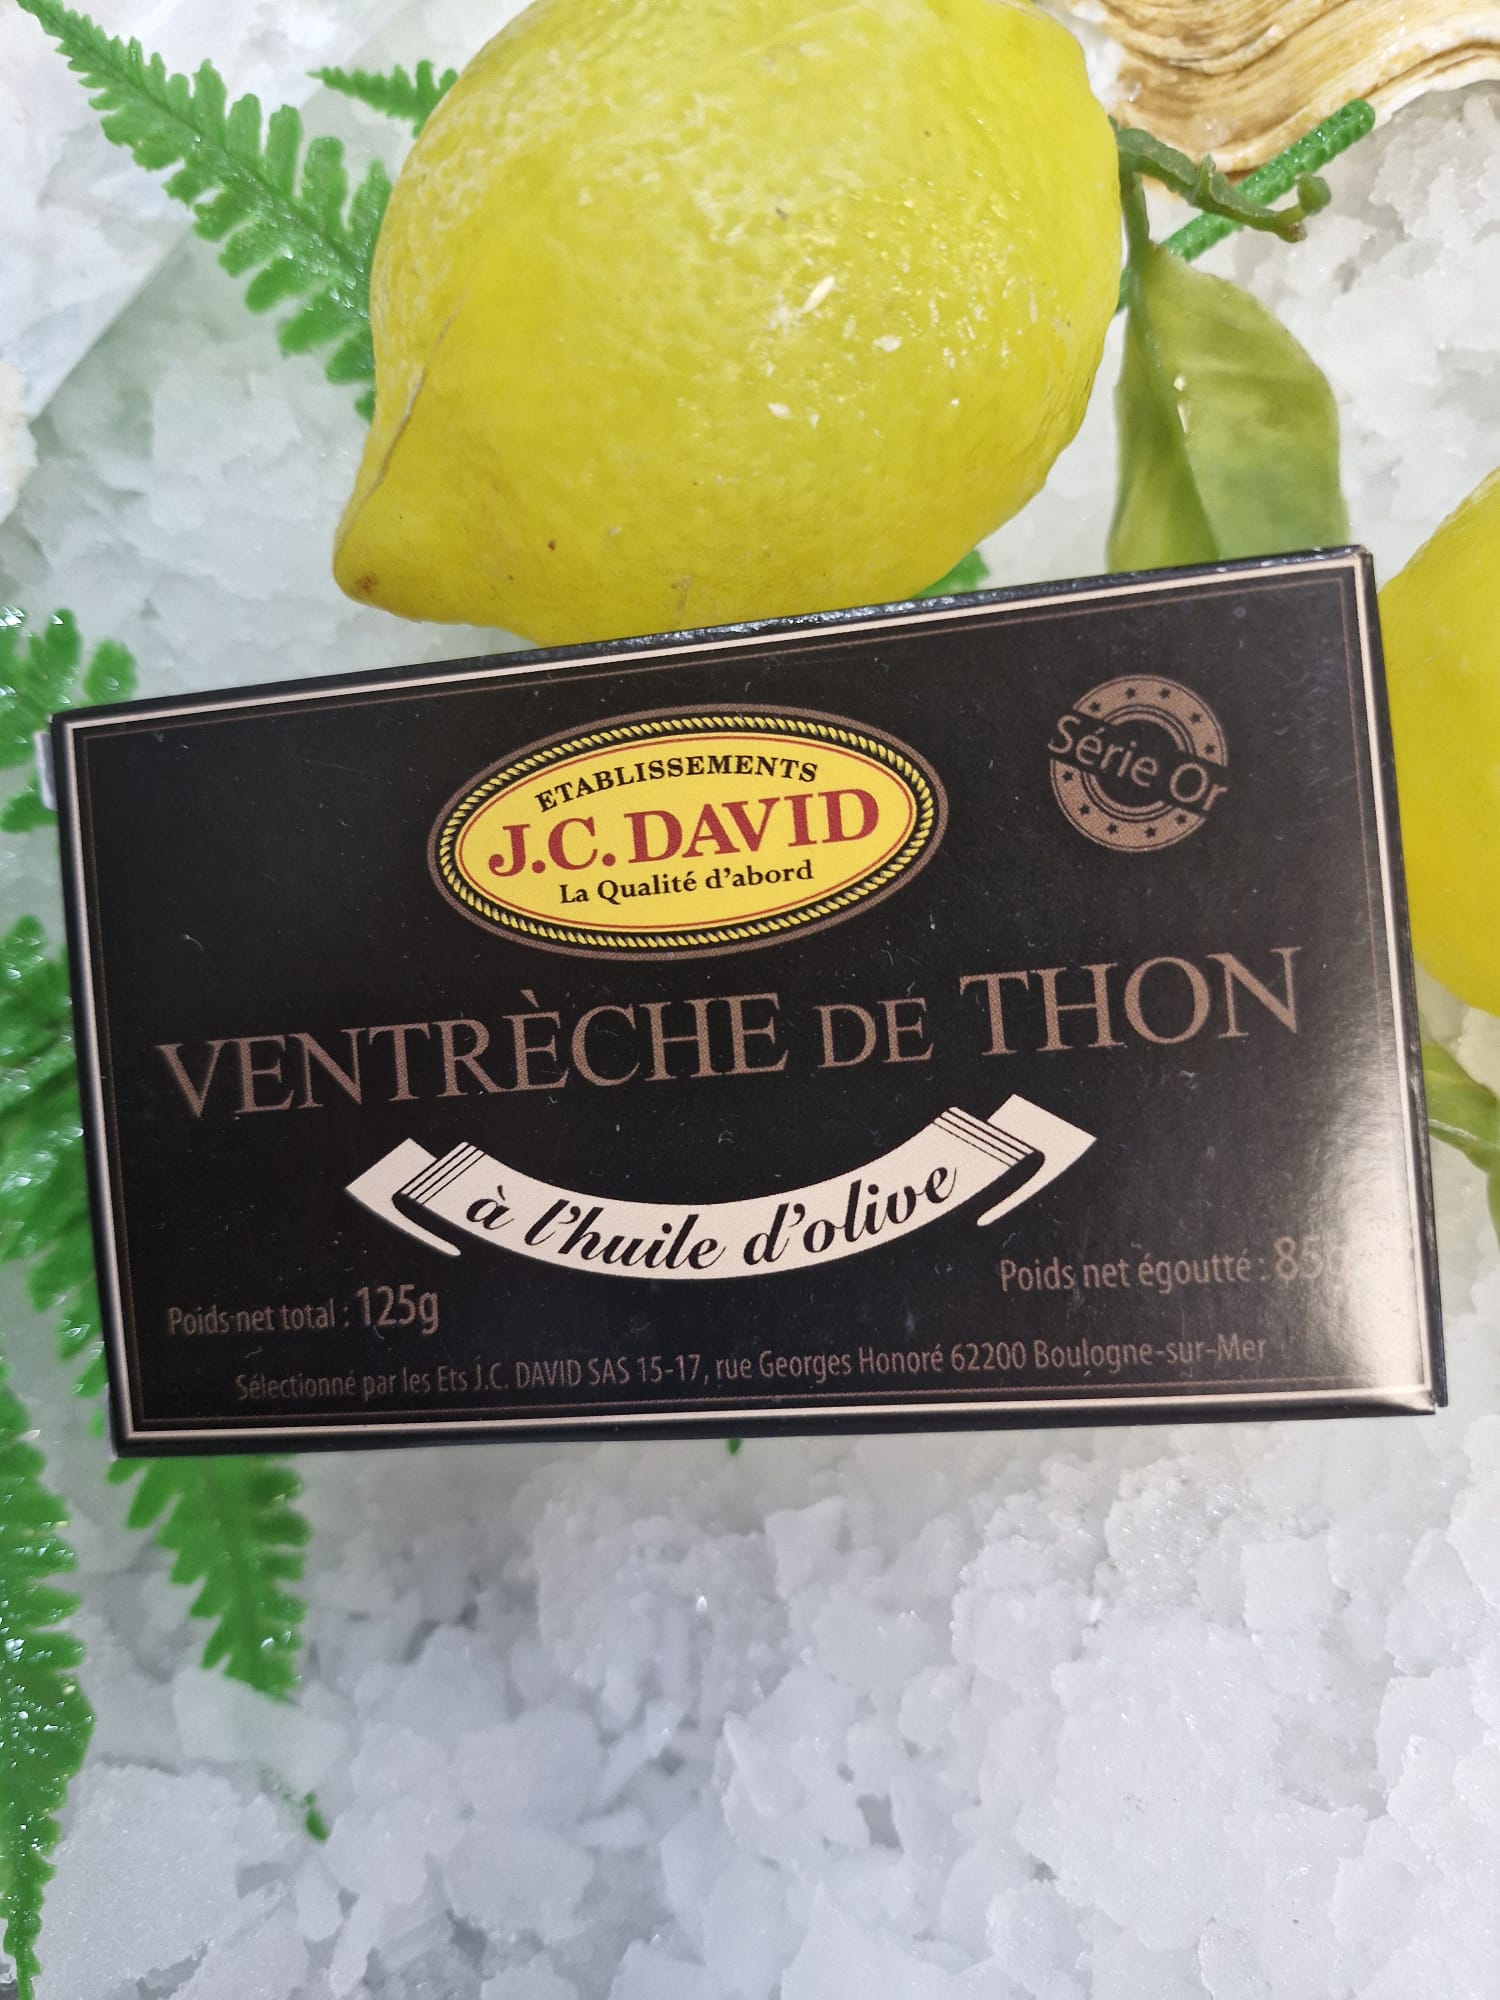 ETABLISSEMENTS
J.C. DAVID
La Qualité d'abord
Série Or
VENTRÈCHE DE THON
à l'huile d'olive
Poids net total : 125g
Poids net égoutté : 85g
Sélectionné par les Ets J.C. DAVID SAS 15-17, rue Georges Honoré 62200 Boulogne-sur-Mer